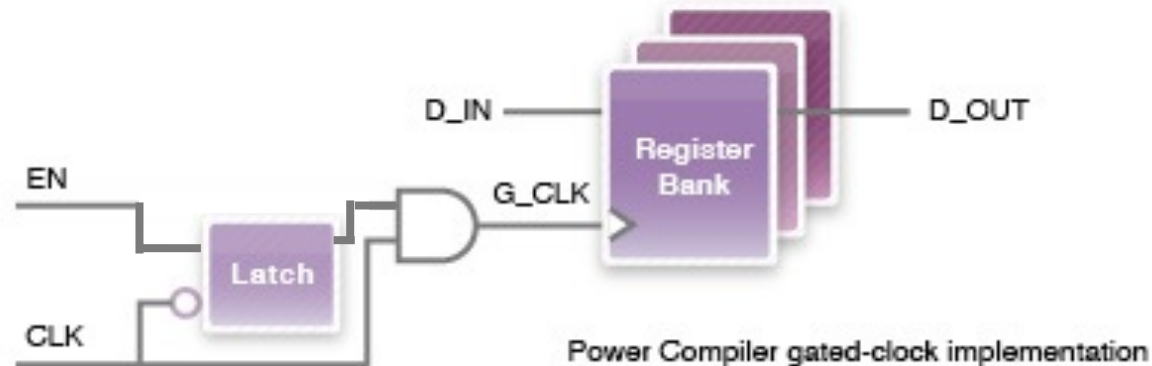 D_IN
D_OUT
Register
Bank
EN
G_CLK
Latch
CLK
Power Compiler gated-clock implementation